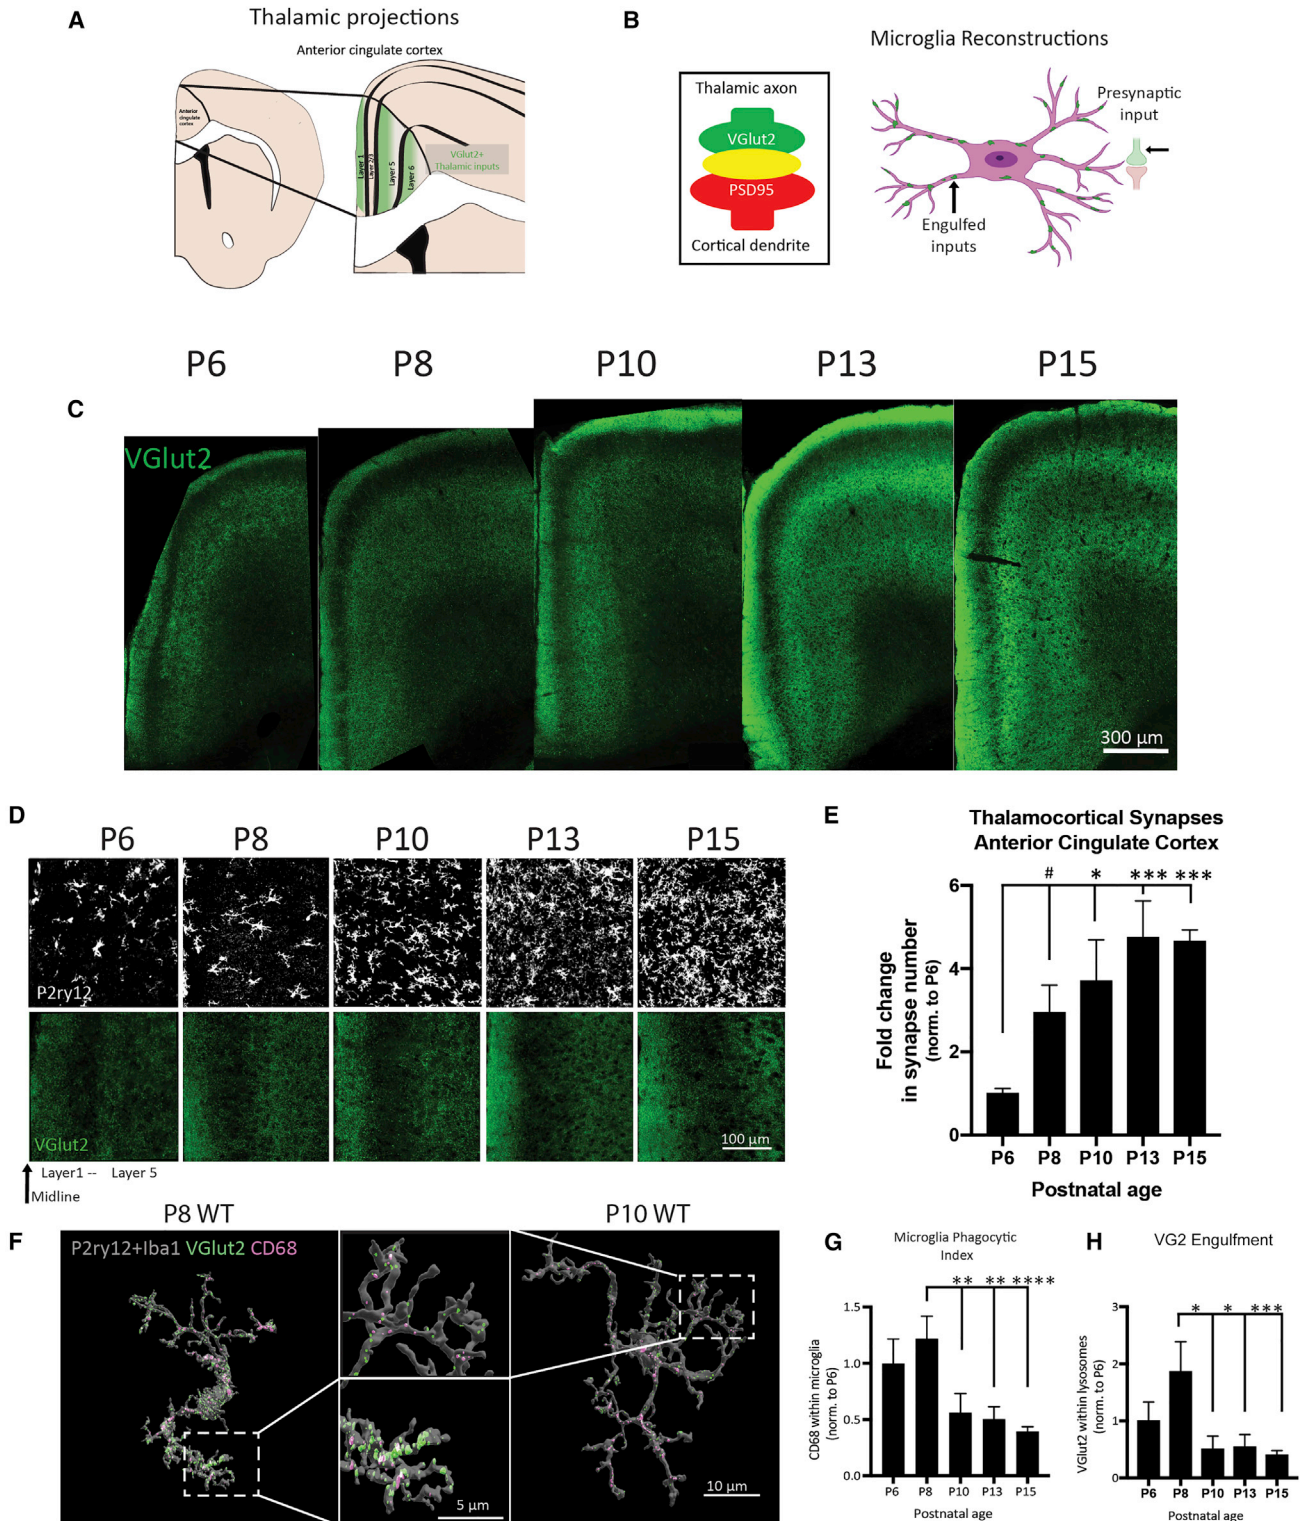 A
Thalamic projections
Anterior cingulate cortex
Anterior
cingulate
cortex
Layer 1
Layer 2/3
Layer 5
Layer 6
VGlut2+
Thalamic inputs
B
Microglia Reconstructions
Thalamic axon
VGlut2
PSD95
Cortical dendrite
Presynaptic
input
Engulfed
inputs
P6 P8 P10 P13 P15
C
VGlut2
300 µm
D
P6 P8 P10 P13 P15
P2ry12
VGlut2
100 µm
Layer1 -- Layer 5
Midline
E
Thalamocortical Synapses
Anterior Cingulate Cortex
# * *** ***
Fold change
in synapse number
(norm. to P6)
6
4
2
0
P6 P8 P10 P13 P15
Postnatal age
F
P8 WT
P10 WT
P2ry12+Iba1 VGlut2 CD68
5 µm
10 µm
G
Microglia Phagocytic
Index
** ** ****
CD68 within microglia
(norm. to P6)
1.5
1.0
0.5
0.0
P6 P8 P10 P13 P15
Postnatal age
H
VG2 Engulfment
* * ***
VGlut2 within lysosomes
(norm. to P6)
3
2
1
0
P6 P8 P10 P13 P15
Postnatal age